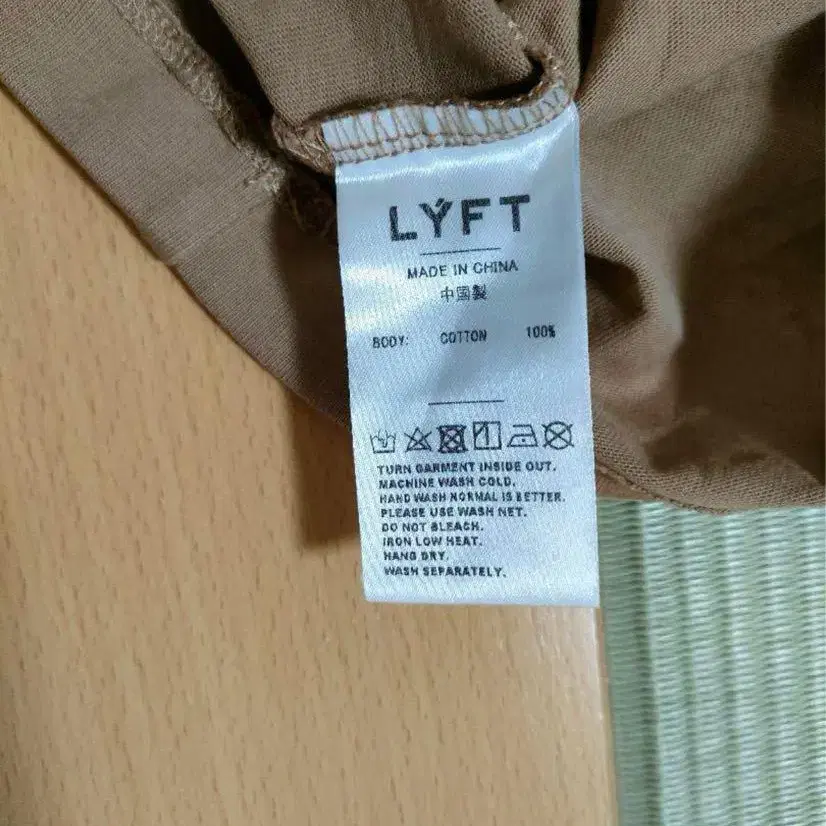 LÝFT
MADE IN CHINA
中国製
BODY: COTTON 100%
TURN GARMENT INSIDE OUT.
MACHINE WASH COLD.
HAND WASH NORMAL IS BETTER.
PLEASE USE WASH NET.
DO NOT BLEACH.
IRON LOW HEAT.
HANG DRY.
WASH SEPARATELY.